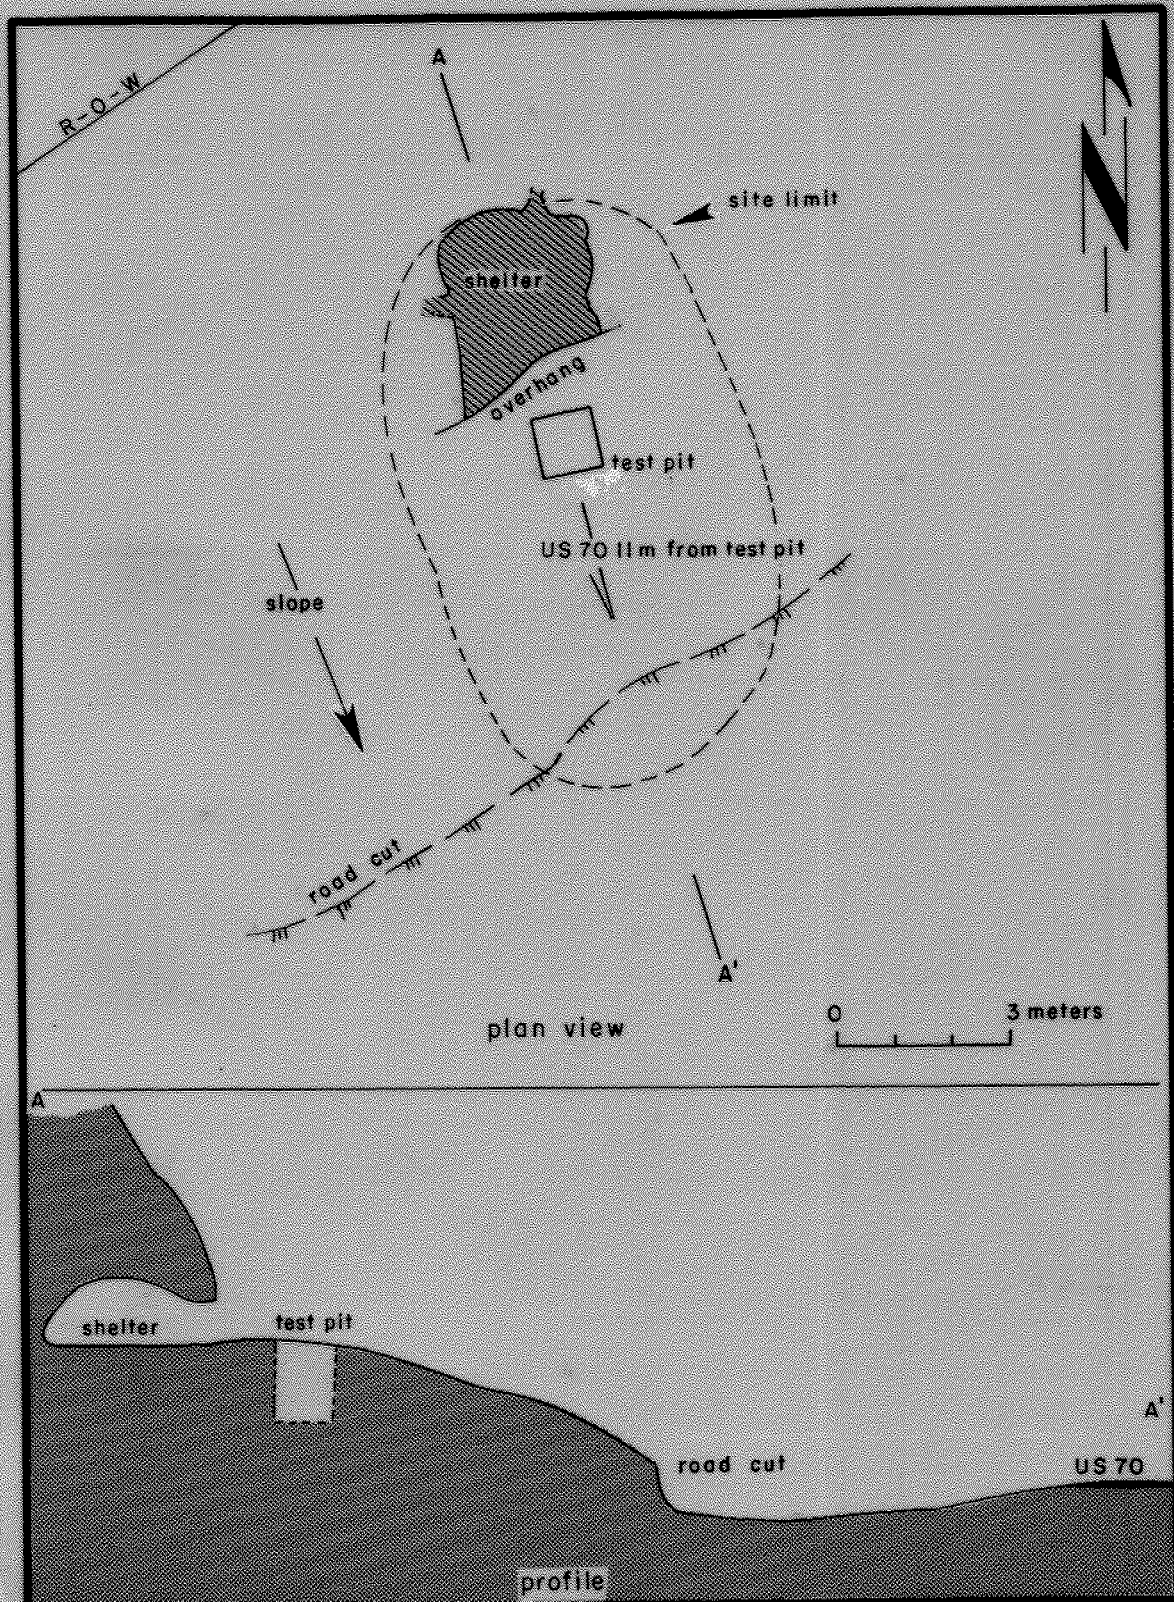 R-O-W
A
N
site limit
shelter
overhang
test pit
US 70 11m from test pit
slope
road cut
A'
plan view
0 3 meters
A
shelter
test pit
A'
road cut
US 70
profile